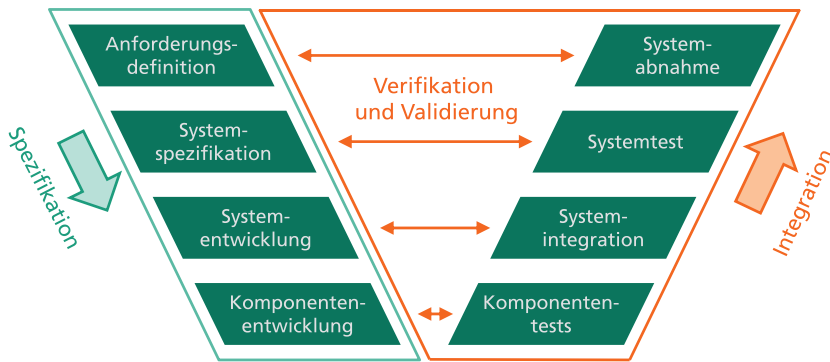 Anforderungs-
definition
System-
abnahme
Verifikation
und Validierung
System-
spezifikation
Systemtest
Spezifikation
Integration
System-
entwicklung
System-
integration
Komponenten-
entwicklung
Komponenten-
tests